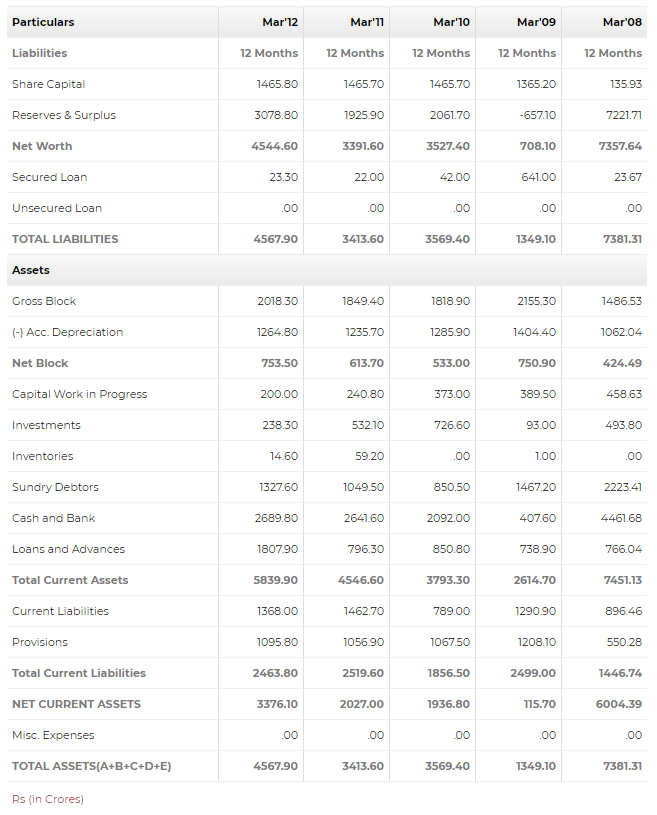 Particulars Mar'12 Mar'11 Mar'10 Mar'09 Mar'08
Liabilities 12 Months 12 Months 12 Months 12 Months 12 Months
Share Capital 1465.80 1465.70 1465.70 1365.20 135.93
Reserves & Surplus 3078.80 1925.90 2061.70 -657.10 7221.71
Net Worth 4544.60 3391.60 3527.40 708.10 7357.64
Secured Loan 23.30 22.00 42.00 641.00 23.67
Unsecured Loan .00 .00 .00 .00 .00
TOTAL LIABILITIES 4567.90 3413.60 3569.40 1349.10 7381.31
Assets
Gross Block 2018.30 1849.40 1818.90 2155.30 1486.53
(-) Acc. Depreciation 1264.80 1235.70 1285.90 1404.40 1062.04
Net Block 753.50 613.70 533.00 750.90 424.49
Capital Work in Progress 200.00 240.80 373.00 389.50 458.63
Investments 238.30 532.10 726.60 93.00 493.80
Inventories 14.60 59.20 .00 1.00 .00
Sundry Debtors 1327.60 1049.50 850.50 1467.20 2223.41
Cash and Bank 2689.80 2641.60 2092.00 407.60 4461.68
Loans and Advances 1807.90 796.30 850.80 738.90 766.04
Total Current Assets 5839.90 4546.60 3793.30 2614.70 7451.13
Current Liabilities 1368.00 1462.70 789.00 1290.90 896.46
Provisions 1095.80 1056.90 1067.50 1208.10 550.28
Total Current Liabilities 2463.80 2519.60 1856.50 2499.00 1446.74
NET CURRENT ASSETS 3376.10 2027.00 1936.80 115.70 6004.39
Misc. Expenses .00 .00 .00 .00 .00
TOTAL ASSETS(A+B+C+D+E) 4567.90 3413.60 3569.40 1349.10 7381.31
Rs (in Crores)